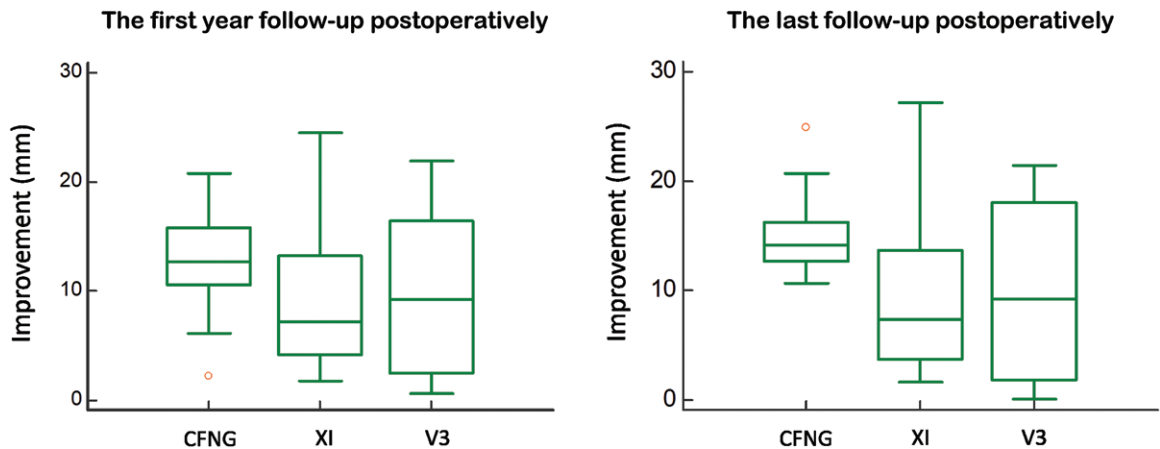 The first year follow-up postoperatively
Improvement (mm)
30
20
10
0
CFNG XI V3
The last follow-up postoperatively
Improvement (mm)
30
20
10
0
CFNG XI V3